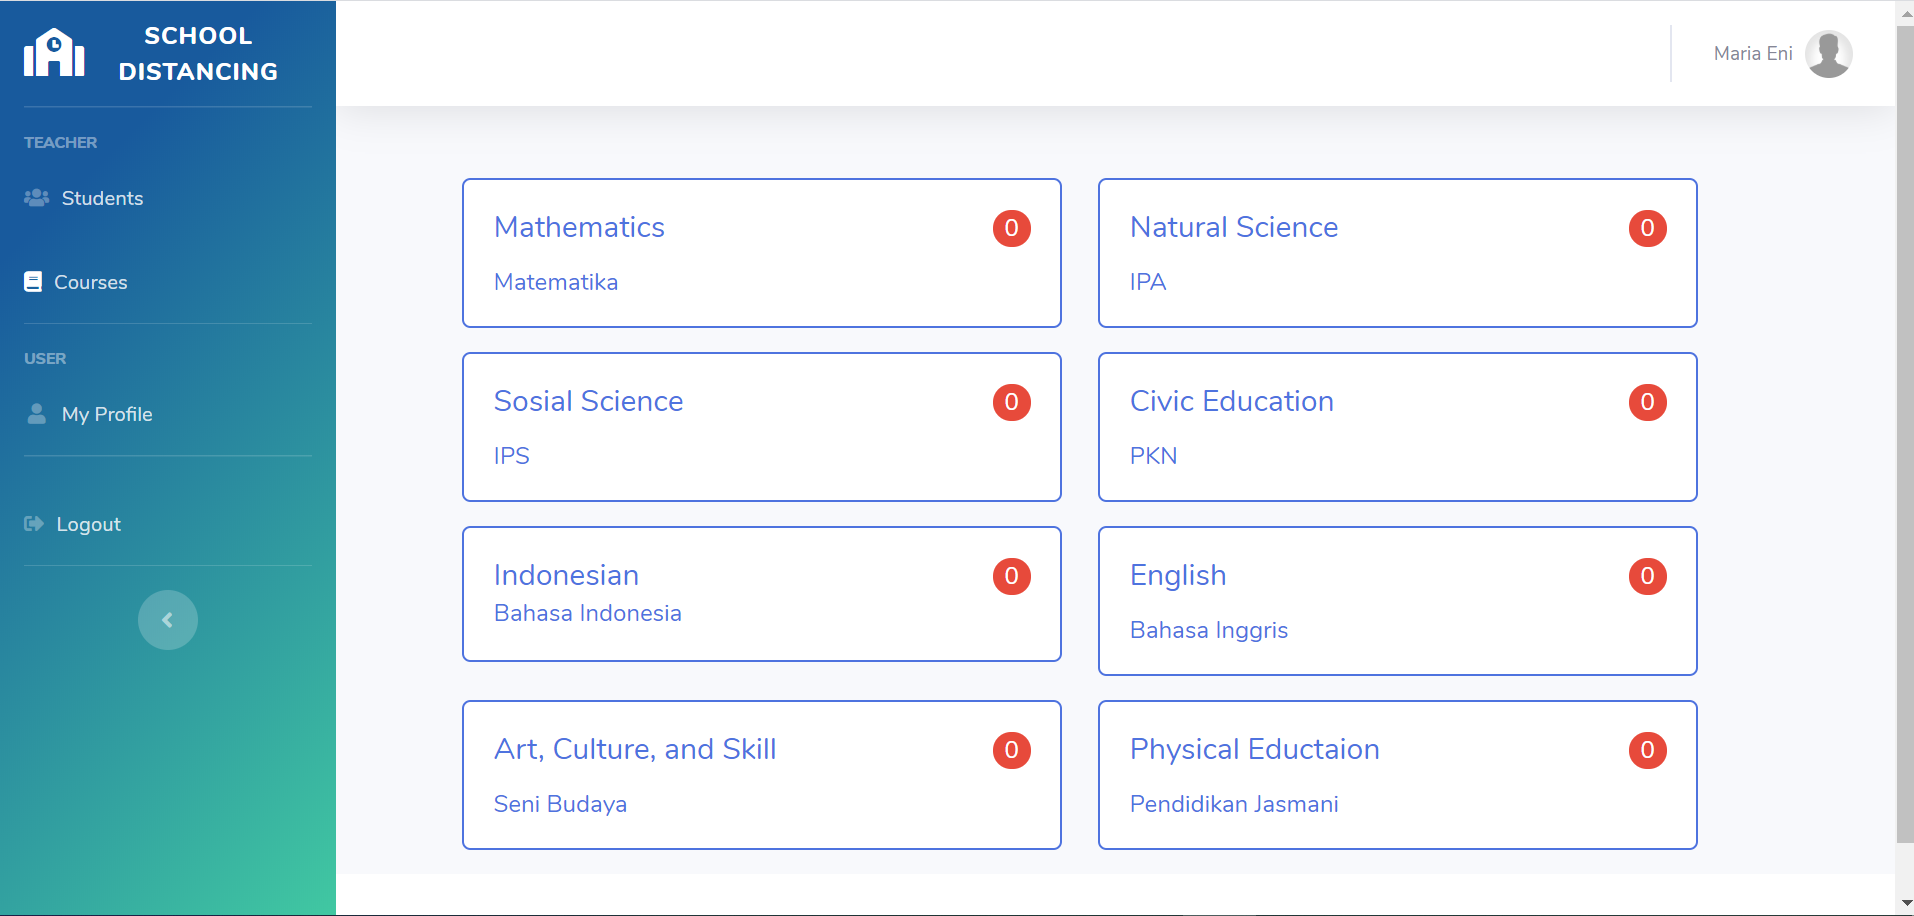 SCHOOL
DISTANCING
TEACHER
Students
Courses
USER
My Profile
Logout
Maria Eni
Mathematics 0
Matematika
Natural Science 0
IPA
Sosial Science 0
IPS
Civic Education 0
PKN
Indonesian 0
Bahasa Indonesia
English 0
Bahasa Inggris
Art, Culture, and Skill 0
Seni Budaya
Physical Eductaion 0
Pendidikan Jasmani